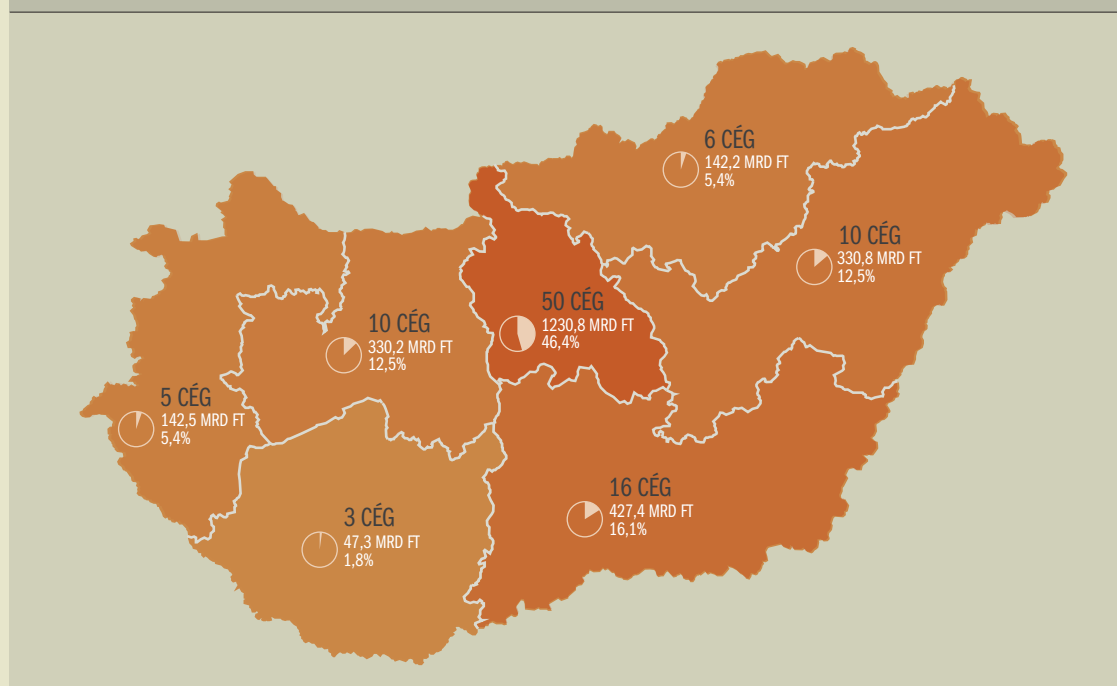 6 CÉG
142,2 MRD FT
5,4%
10 CÉG
330,8 MRD FT
12,5%
50 CÉG
1230,8 MRD FT
46,4%
10 CÉG
330,2 MRD FT
12,5%
5 CÉG
142,5 MRD FT
5,4%
16 CÉG
427,4 MRD FT
16,1%
3 CÉG
47,3 MRD FT
1,8%